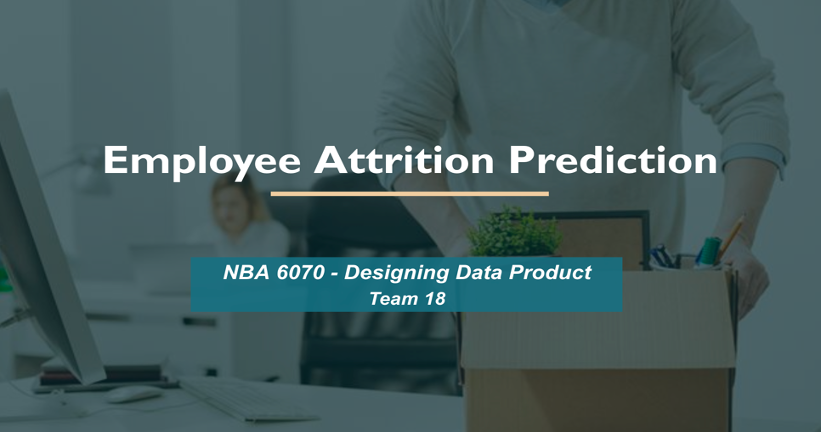 Employee Attrition Prediction
NBA 6070 - Designing Data Product
Team 18